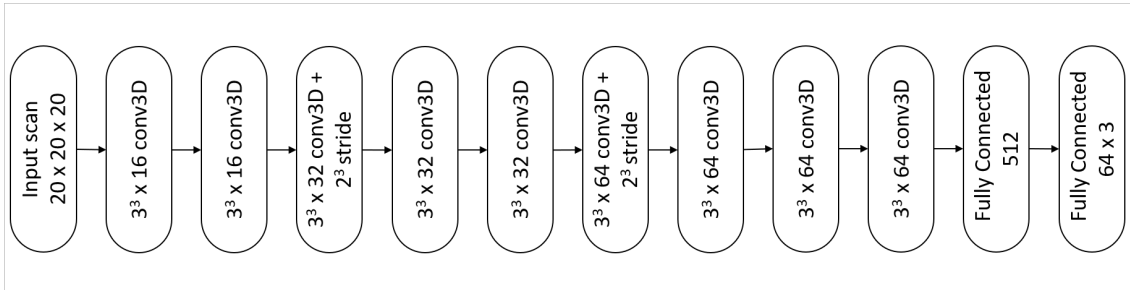 Input scan
20 x 20 x 20
3³ x 16 conv3D
3³ x 16 conv3D
3³ x 32 conv3D +
2³ stride
3³ x 32 conv3D
3³ x 32 conv3D
3³ x 64 conv3D +
2³ stride
3³ x 64 conv3D
3³ x 64 conv3D
3³ x 64 conv3D
Fully Connected
512
Fully Connected
64 x 3